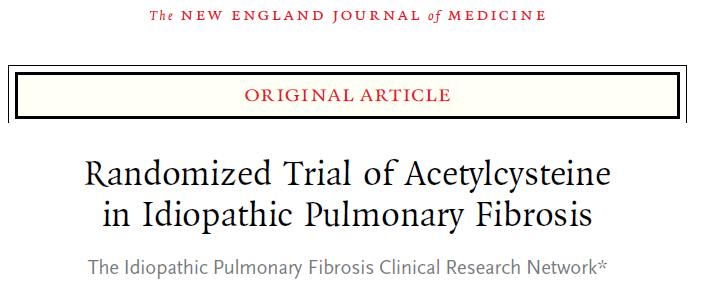 The NEW ENGLAND JOURNAL of MEDICINE
ORIGINAL ARTICLE
Randomized Trial of Acetylcysteine
in Idiopathic Pulmonary Fibrosis
The Idiopathic Pulmonary Fibrosis Clinical Research Network*